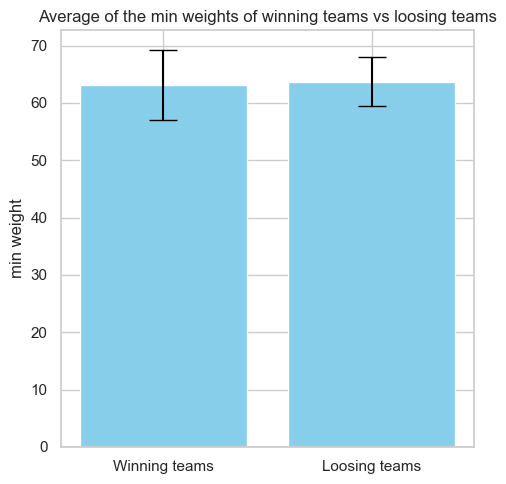 Average of the min weights of winning teams vs loosing teams
min weight
70
60
50
40
30
20
10
0
Winning teams
Loosing teams